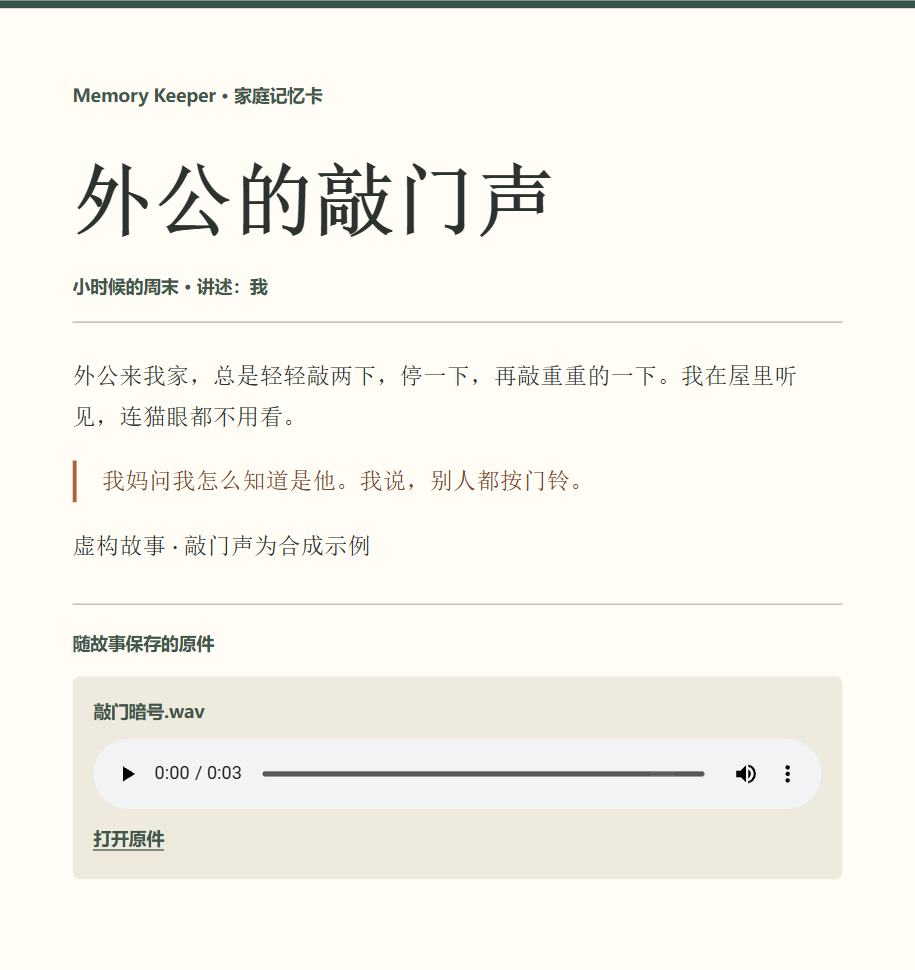 Memory Keeper • 家庭记忆卡
外公的敲门声
小时候的周末 • 讲述：我
外公来我家，总是轻轻敲两下，停一下，再敲重重的一下。我在屋里听
见，连猫眼都不用看。
我妈问我怎么知道是他。我说，别人都按门铃。
虚构故事 · 敲门声为合成示例
随故事保存的原件
敲门暗号.wav
0:00 / 0:03
打开原件